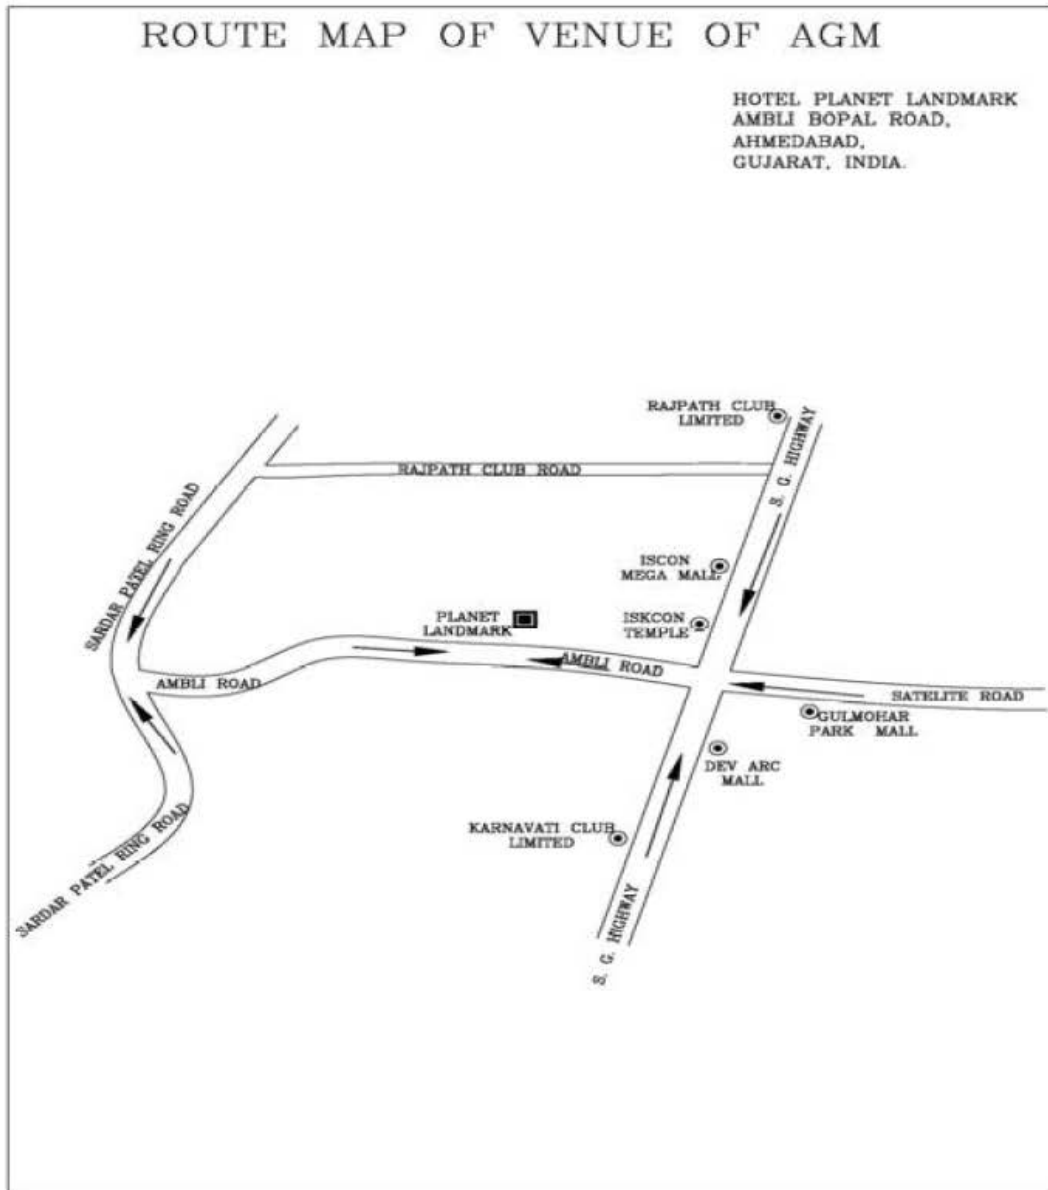 ROUTE MAP OF VENUE OF AGM
HOTEL PLANET LANDMARK
AMBLI BOPAL ROAD,
AHMEDABAD,
GUJARAT, INDIA.
RAJPATH CLUB
LIMITED
S. G. HIGHWAY
RAJPATH CLUB ROAD
SARDAR PATEL RING ROAD
ISCON
MEGA MALL
PLANET
LANDMARK
ISKCON
TEMPLE
AMBLI ROAD
AMBLI ROAD
SATELITE ROAD
GULMOHAR
PARK MALL
DEV ARC
MALL
KARNAVATI CLUB
LIMITED
SARDAR PATEL RING ROAD
S. G. HIGHWAY